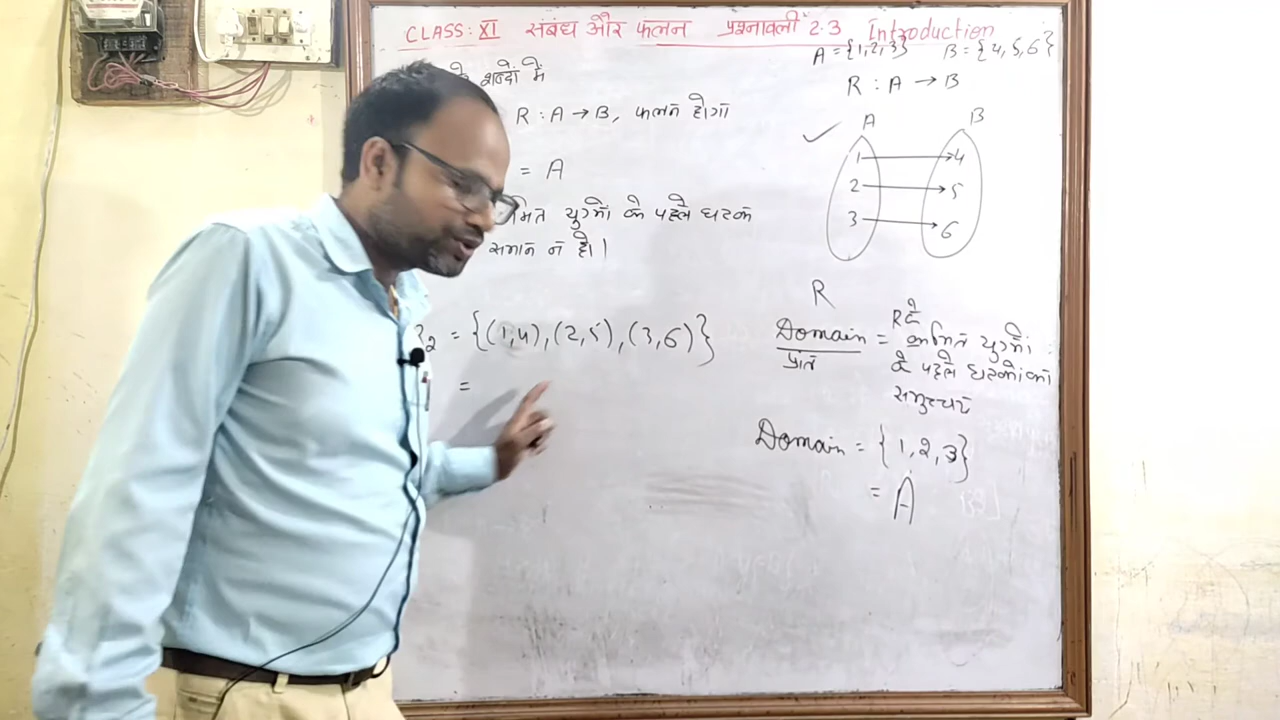 CLASS: XI संबंध और फलन प्रश्नावली 2.3 Introduction
A = {1,2,3} B = {4,5,6}
शब्दों में
R : A → B
R : A → B, फलन होगा
A B
1 4
2 5
3 6
= A
युग्मों के पहले घटक
समान न हो।
R
2 = {(1,4),(2,5),(3,6)}
=
Domain = R के क्रमित युग्मों
प्रांत के पहले घटकों का
समुच्चय
Domain = {1,2,3}
= A